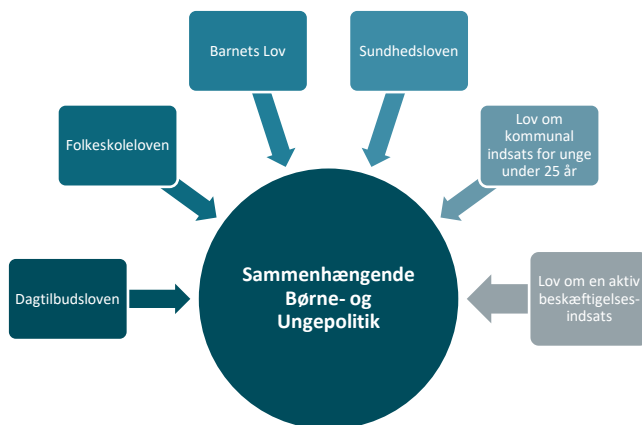 Barnets Lov
Sundhedsloven
Folkeskoleloven
Lov om
kommunal
indsats for unge
under 25 år
Dagtilbudsloven
Sammenhængende
Børne- og
Ungepolitik
Lov om en aktiv
beskæftigelses-
indsats